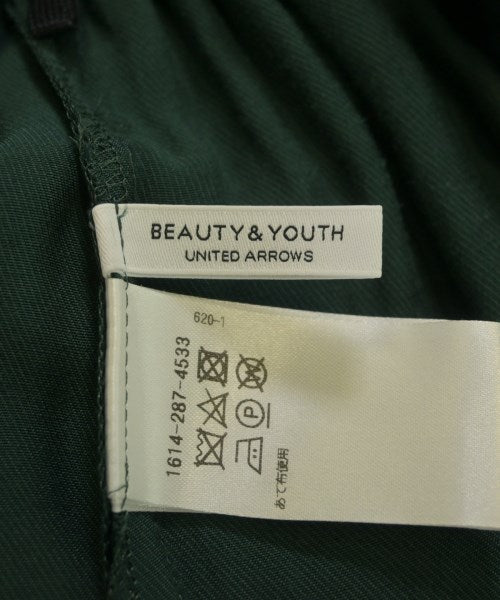 BEAUTY & YOUTH
UNITED ARROWS
620-1
1614-287-4533
W
P
あて布使用